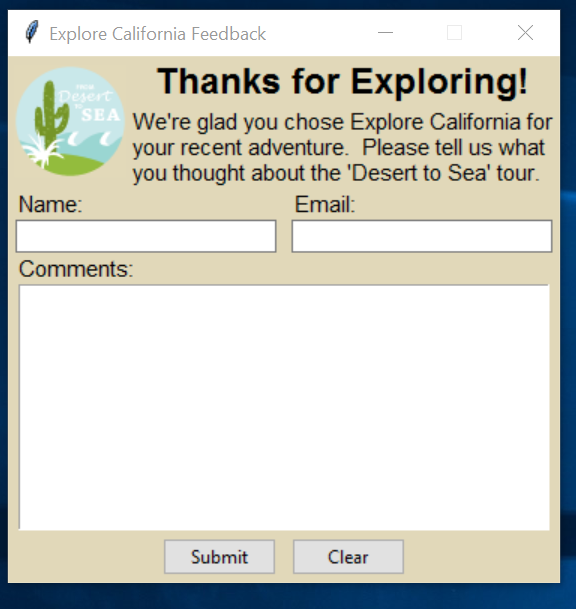 Explore California Feedback
FROM
Desert
TO
SEA
Thanks for Exploring!
We're glad you chose Explore California for
your recent adventure.  Please tell us what
you thought about the 'Desert to Sea' tour.
Name:
Email:
Comments:
Submit
Clear